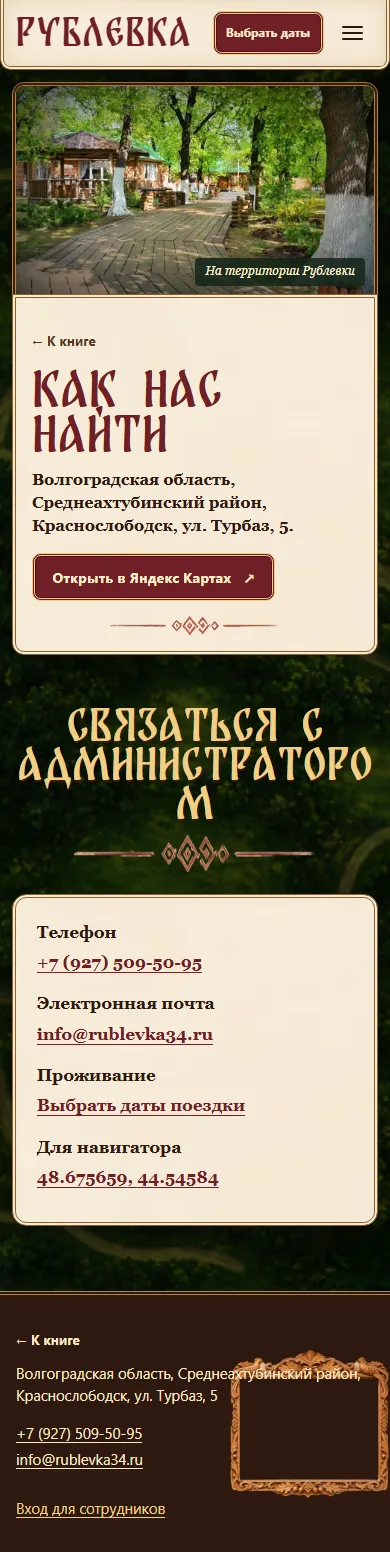 РУБЛЕВКА
Выбрать даты
На территории Рублевки
← К книге
КАК НАС
НАЙТИ
Волгоградская область,
Среднеахтубинский район,
Краснослободск, ул. Турбаз, 5.
Открыть в Яндекс Картах ↗
СВЯЗАТЬСЯ С
АДМИНИСТРАТОРО
М
Телефон
+7 (927) 509-50-95
Электронная почта
info@rublevka34.ru
Проживание
Выбрать даты поездки
Для навигатора
48.675659, 44.54584
← К книге
Волгоградская область, Среднеахтубинский район,
Краснослободск, ул. Турбаз, 5
+7 (927) 509-50-95
info@rublevka34.ru
Вход для сотрудников